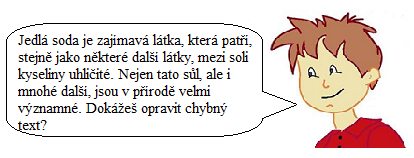 Jedlá soda je zajímavá látka, která patři,
stejně jako některé další látky, mezi soli
kyseliny uhličité. Nejen tato sůl, ale i
mnohé další, jsou v přírodě velmi
významné. Dokážeš opravit chybný
text?